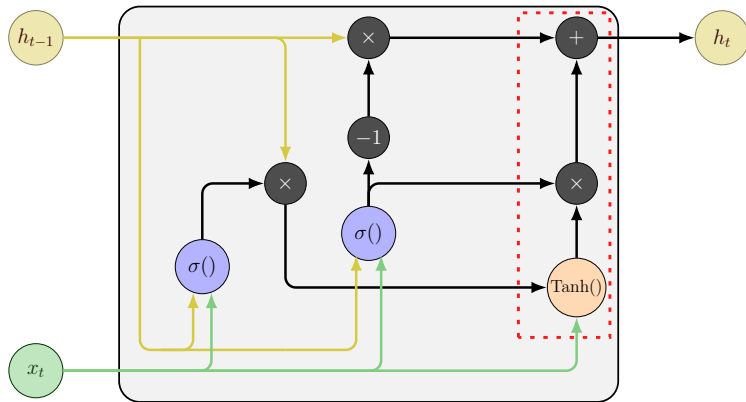 h_{t−1}
×
+
h_t
−1
×
×
σ()
σ()
Tanh()
x_t